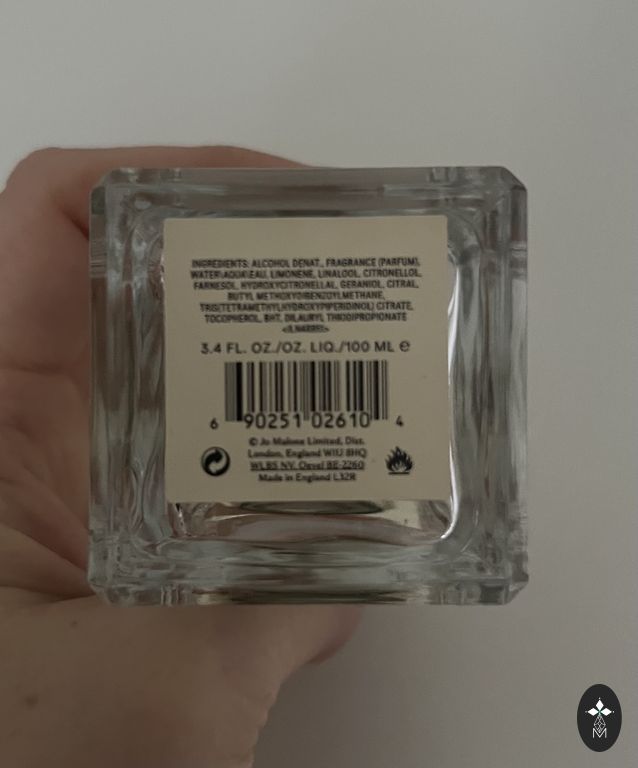 INGREDIENTS: ALCOHOL DENAT., FRAGRANCE (PARFUM),
WATER\AQUA\EAU, LIMONENE, LINALOOL, CITRONELLOL,
FARNESOL, HYDROXYCITRONELLAL, GERANIOL, CITRAL,
BUTYL METHOXYDIBENZOYLMETHANE,
TRIS(TETRAMETHYLHYDROXYPIPERIDINOL) CITRATE,
TOCOPHEROL, BHT, DILAURYL THIODIPROPIONATE
3.4 FL. OZ./OZ. LIQ./100 ML ℮
6 90251 02610 4
© Jo Malone Limited, Dist.
London, England W1U 8HQ
WLBS NV. Oevel BE-2260
Made in England L32R
M